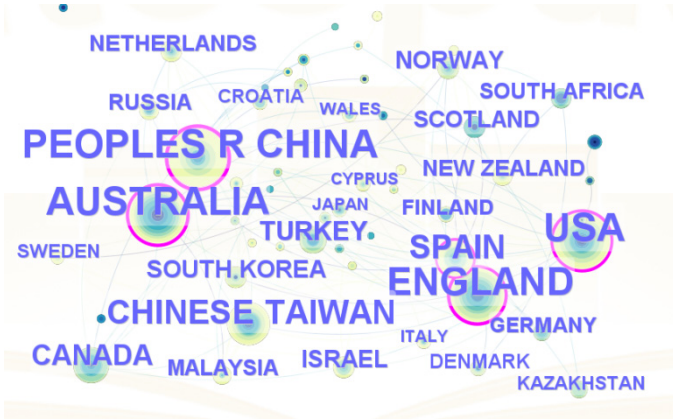 NETHERLANDS
NORWAY
RUSSIA
CROATIA
WALES
SOUTH AFRICA
SCOTLAND
PEOPLES R CHINA
NEW ZEALAND
CYPRUS
AUSTRALIA
JAPAN
FINLAND
TURKEY
USA
SWEDEN
SPAIN
SOUTH KOREA
ENGLAND
CHINESE TAIWAN
GERMANY
ITALY
CANADA
MALAYSIA
ISRAEL
DENMARK
KAZAKHSTAN